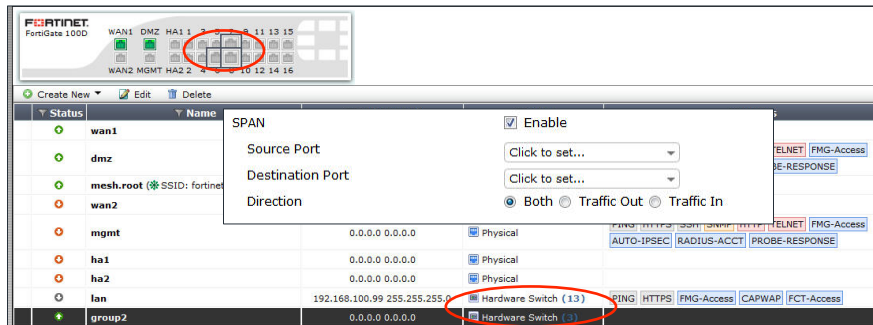 FORTINET.
FortiGate 100D
WAN1 DMZ HA1 1 3 5 7 9 11 13 15
WAN2 MGMT HA2 2 4 6 8 10 12 14 16
Create New Edit Delete
Status Name
SPAN Enable
Source Port Click to set...
Destination Port Click to set...
Direction Both Traffic Out Traffic In
wan1
dmz TELNET FMG-Access
PROBE-RESPONSE
mesh.root (SSID: fortinet
wan2
mgmt 0.0.0.0 0.0.0.0 Physical PING HTTPS SSH SNMP HTTP TELNET FMG-Access
AUTO-IPSEC RADIUS-ACCT PROBE-RESPONSE
ha1 0.0.0.0 0.0.0.0 Physical
ha2 0.0.0.0 0.0.0.0 Physical
lan 192.168.100.99 255.255.255.0 Hardware Switch (13) PING HTTPS FMG-Access CAPWAP FCT-Access
group2 0.0.0.0 0.0.0.0 Hardware Switch (3)